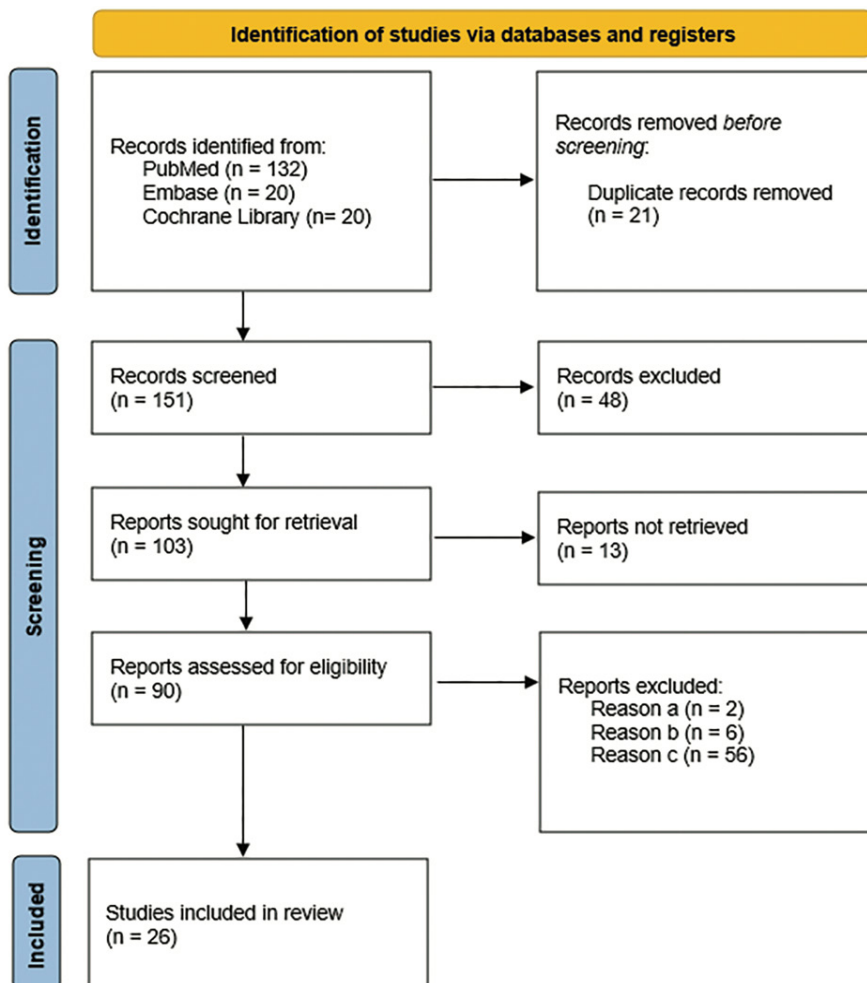 Identification of studies via databases and registers
Identification
Records identified from:
PubMed (n = 132)
Embase (n = 20)
Cochrane Library (n= 20)
Records removed before
screening:
Duplicate records removed
(n = 21)
Screening
Records screened
(n = 151)
Records excluded
(n = 48)
Reports sought for retrieval
(n = 103)
Reports not retrieved
(n = 13)
Reports assessed for eligibility
(n = 90)
Reports excluded:
Reason a (n = 2)
Reason b (n = 6)
Reason c (n = 56)
Included
Studies included in review
(n = 26)